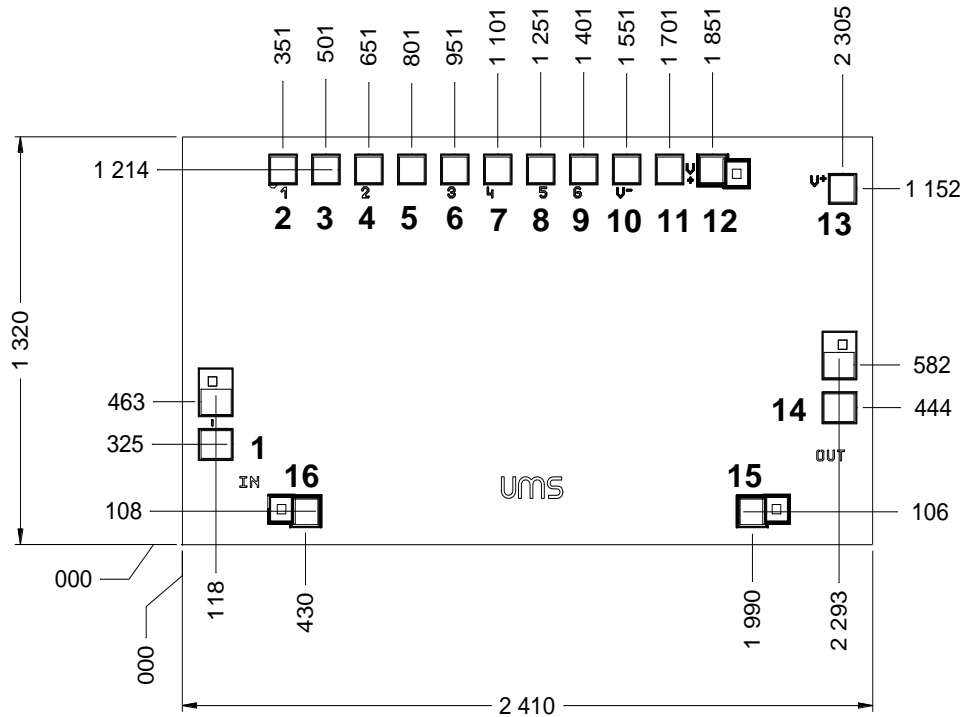 351 501 651 801 951 1 101 1 251 1 401 1 551 1 701 1 851 2 305
1 214 V+ V+ 1 152
1 2 3 4 5 6 V-
2 3 4 5 6 7 8 9 10 11 12 13
1 320
463 582
14 444
325 1
OUT
IN 16 ums 15
108 106
000
118 430 1 990 2 293
000
2 410